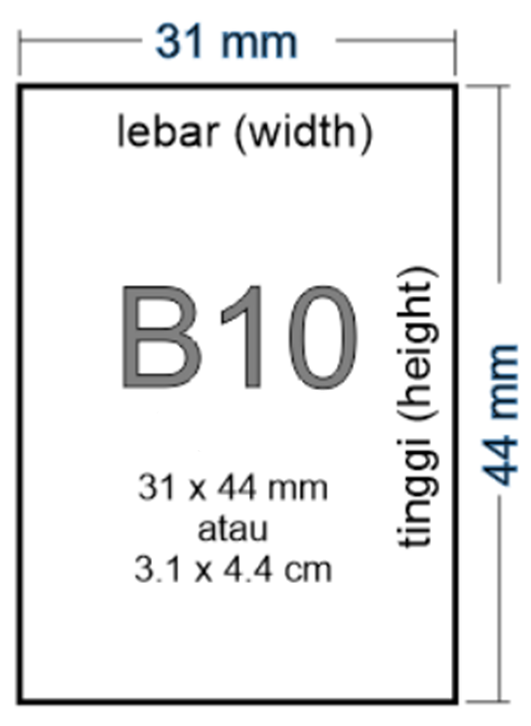 31 mm
lebar (width)
B10
tinggi (height)
44 mm
31 x 44 mm
atau
3.1 x 4.4 cm